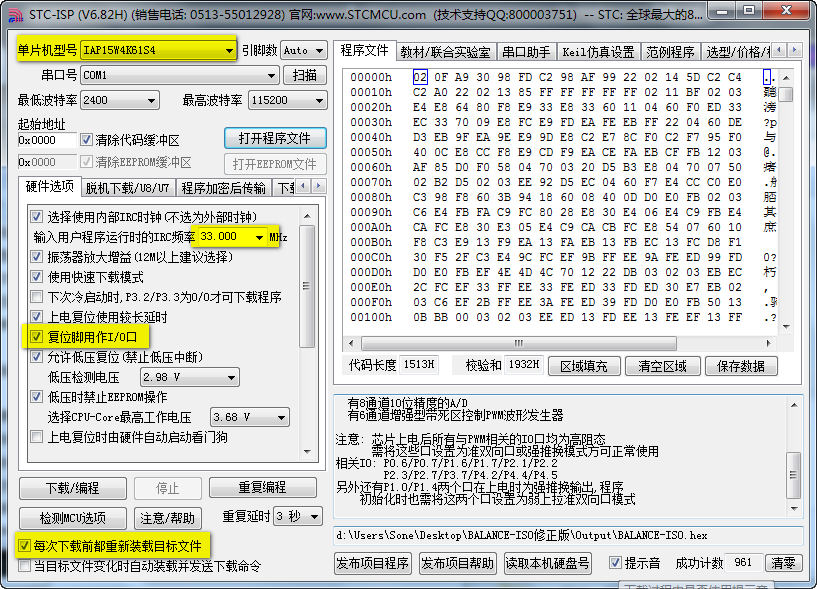 STC-ISP (V6.82H) (销售电话: 0513-55012928) 官网:www.STCMCU.com (技术支持QQ:800003751) -- STC: 全球最大的8...
单片机型号 IAP15W4K61S4 引脚数 Auto
串口号 COM1 扫描
最低波特率 2400 最高波特率 115200
起始地址
0x0000 清除代码缓冲区 打开程序文件
0x0000 清除EEPROM缓冲区 打开EEPROM文件
硬件选项 脱机下载/U8/U7 程序加密后传输 下
选择使用内部IRC时钟(不选为外部时钟)
输入用户程序运行时的IRC频率 33.000 MHz
振荡器放大增益(12M以上建议选择)
使用快速下载模式
下次冷启动时,P3.2/P3.3为0/0才可下载程序
上电复位使用较长延时
复位脚用作I/O口
允许低压复位(禁止低压中断)
低压检测电压 2.98 V
低压时禁止EEPROM操作
选择CPU-Core最高工作电压 3.68 V
上电复位时由硬件自动启动看门狗
下载/编程 停止 重复编程
检测MCU选项 注意/帮助 重复延时 3 秒
每次下载前都重新装载目标文件
当目标文件变化时自动装载并发送下载命令
程序文件 教材/联合实验室 串口助手 Keil仿真设置 范例程序 选型/价格/
00000h 02 0F A9 30 98 FD C2 98 AF 99 22 02 14 5D C2 C4
00010h C2 A0 22 02 13 85 FF FF FF FF FF 02 11 BF 02 03
00020h E4 E8 64 80 F8 E9 33 E8 33 60 11 04 60 F0 ED 33
00030h EC 33 70 09 E8 FC E9 FD EA FE EB FF 22 04 60 DE
00040h D3 EB 9F EA 9E E9 9D E8 C2 E7 8C F0 C2 F7 95 F0
00050h 40 0C E8 CC F8 E9 CD F9 EA CE FA EB CF FB 12 03
00060h AF 85 D0 F0 58 04 70 03 20 D5 B3 E8 04 70 07 50
00070h 02 B2 D5 02 03 EE 92 D5 EC 04 60 F7 E4 CC C0 E0
00080h C3 98 F8 60 3B 94 18 60 08 40 0D D0 E0 FB 02 03
00090h C6 E4 FB FA C9 FC 80 28 E8 30 E4 06 E4 C9 FB E4
000A0h CA FC E8 30 E3 05 E4 C9 CA FC E8 54 07 60 10
000B0h F8 C3 E9 13 F9 EA 13 FA EB 13 FB EC 13 FC D8 F1
000C0h 30 F5 2F C3 E4 9C FC EF 9B FF EE 9A FE ED 99 FD
000D0h D0 E0 FB EF 4E 4D 4C 70 12 22 DB 03 02 03 EB EC
000E0h 2C FC EF 33 FF EE 33 FE ED 33 FD ED 30 E7 EB 02
000F0h 03 C6 EF 2B FF EE 3A FE ED 39 FD D0 E0 FB 50 13
00100h 0B BB 00 03 02 03 EE ED 13 FD EE 13 FE EF 13 FF
代码长度 1513H 校验和 1932H 区域填充 清空区域 保存数据
有8通道10位精度的A/D
有6通道增强型带死区控制PWM波形发生器
注意: 芯片上电后所有与PWM相关的IO口均为高阻态
需将这些口设置为准双向口或强推换模式方可正常使用
相关IO: P0.6/P0.7/P1.6/P1.7/P2.1/P2.2
P2.3/P2.7/P3.7/P4.2/P4.4/P4.5
另外还有P1.0/P1.4两个口在上电时为强推换输出,程序
初始化时也需将这两个口设置为弱上拉准双向口模式
d:\Users\Sone\Desktop\BALANCE-ISO修正版\Output\BALANCE-ISO.hex
发布项目程序 发布项目帮助 读取本机硬盘号 提示音 成功计数 961 清零